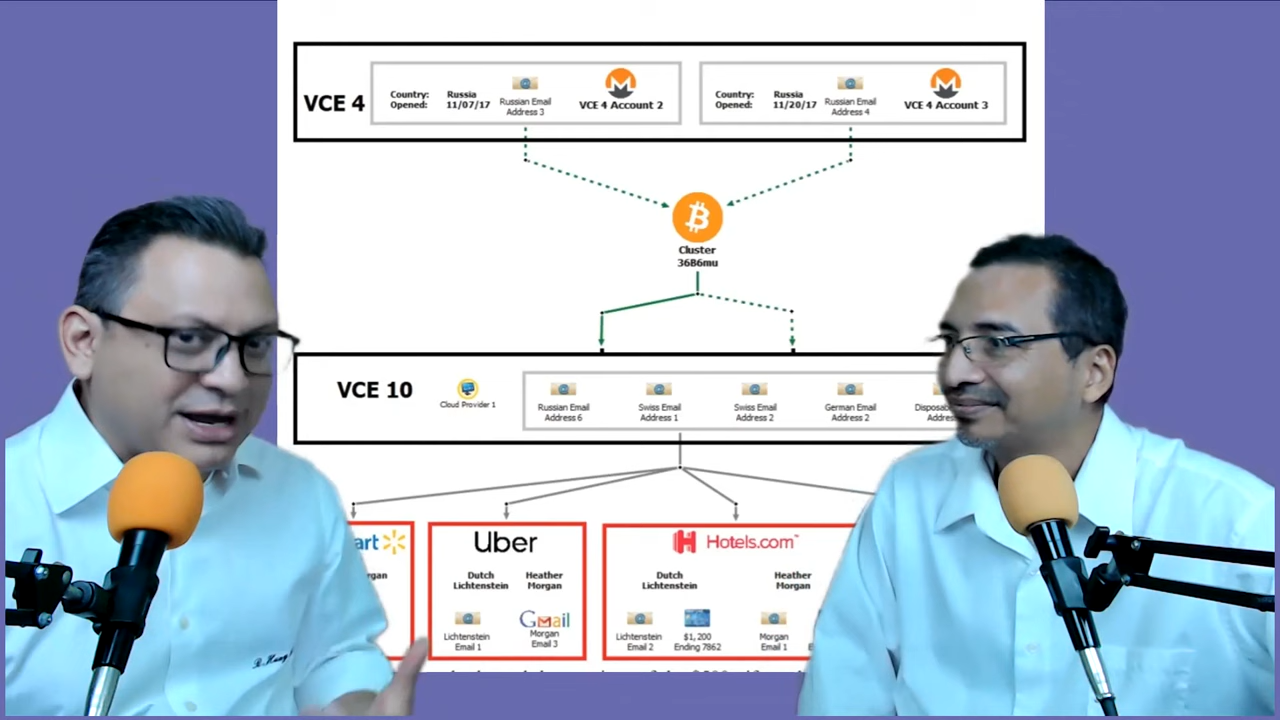 VCE 4
Country: Russia
Opened: 11/07/17
Russian Email
Address 3
VCE 4 Account 2
Country: Russia
Opened: 11/20/17
Russian Email
Address 4
VCE 4 Account 3
Cluster
36B6mu
VCE 10
Cloud Provider 1
Russian Email
Address 6
Swiss Email
Address 1
Swiss Email
Address 2
German Email
Address 2
Uber
Dutch
Lichtenstein
Heather
Morgan
Lichtenstein
Email 1
Gmail
Morgan
Email 3
Hotels.com
Dutch
Lichtenstein
Heather
Morgan
Lichtenstein
Email 2
$1, 200
Ending 7862
Morgan
Email 1